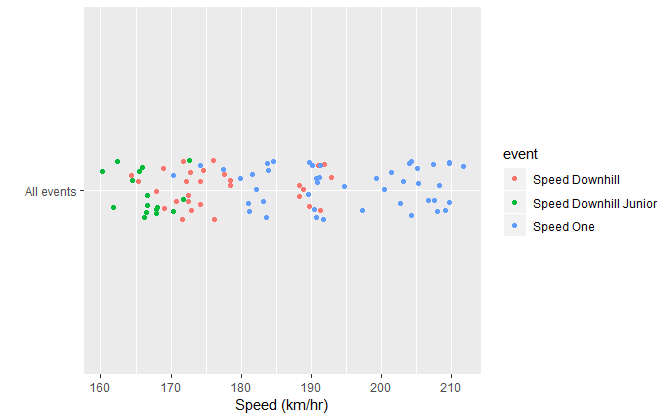 event
Speed Downhill
Speed Downhill Junior
Speed One
All events
160 170 180 190 200 210
Speed (km/hr)